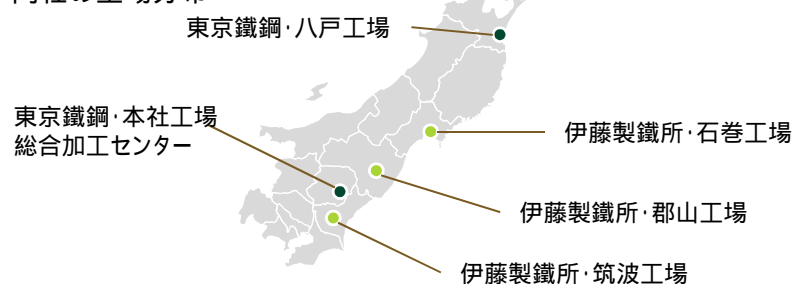 東京鐵鋼･八戸工場
東京鐵鋼･本社工場
総合加工センター
伊藤製鐵所･石巻工場
伊藤製鐵所･郡山工場
伊藤製鐵所･筑波工場